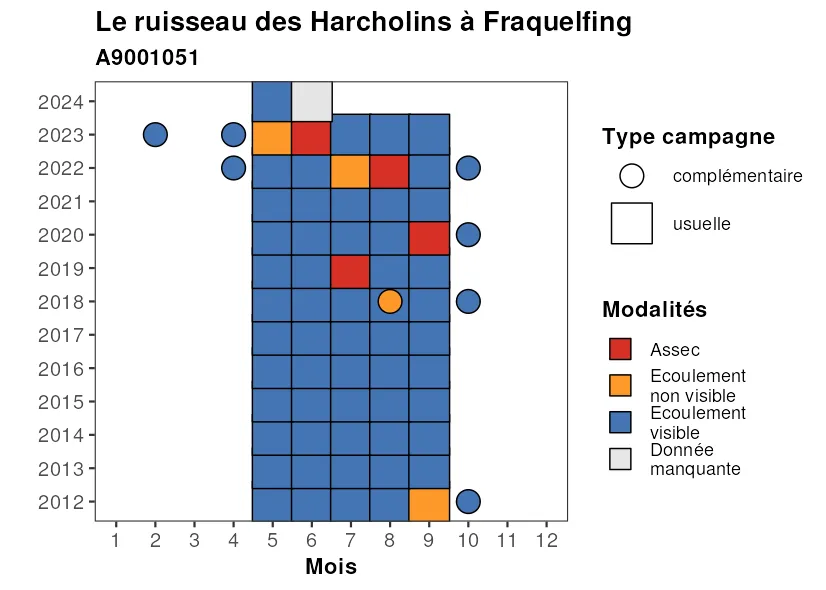 Le ruisseau des Harcholins à Fraquelfing
A9001051
2024
2023
2022
2021
2020
2019
2018
2017
2016
2015
2014
2013
2012
1 2 3 4 5 6 7 8 9 10 11 12
Mois
Type campagne
complémentaire
usuelle
Modalités
Assec
Ecoulement
non visible
Ecoulement
visible
Donnée
manquante